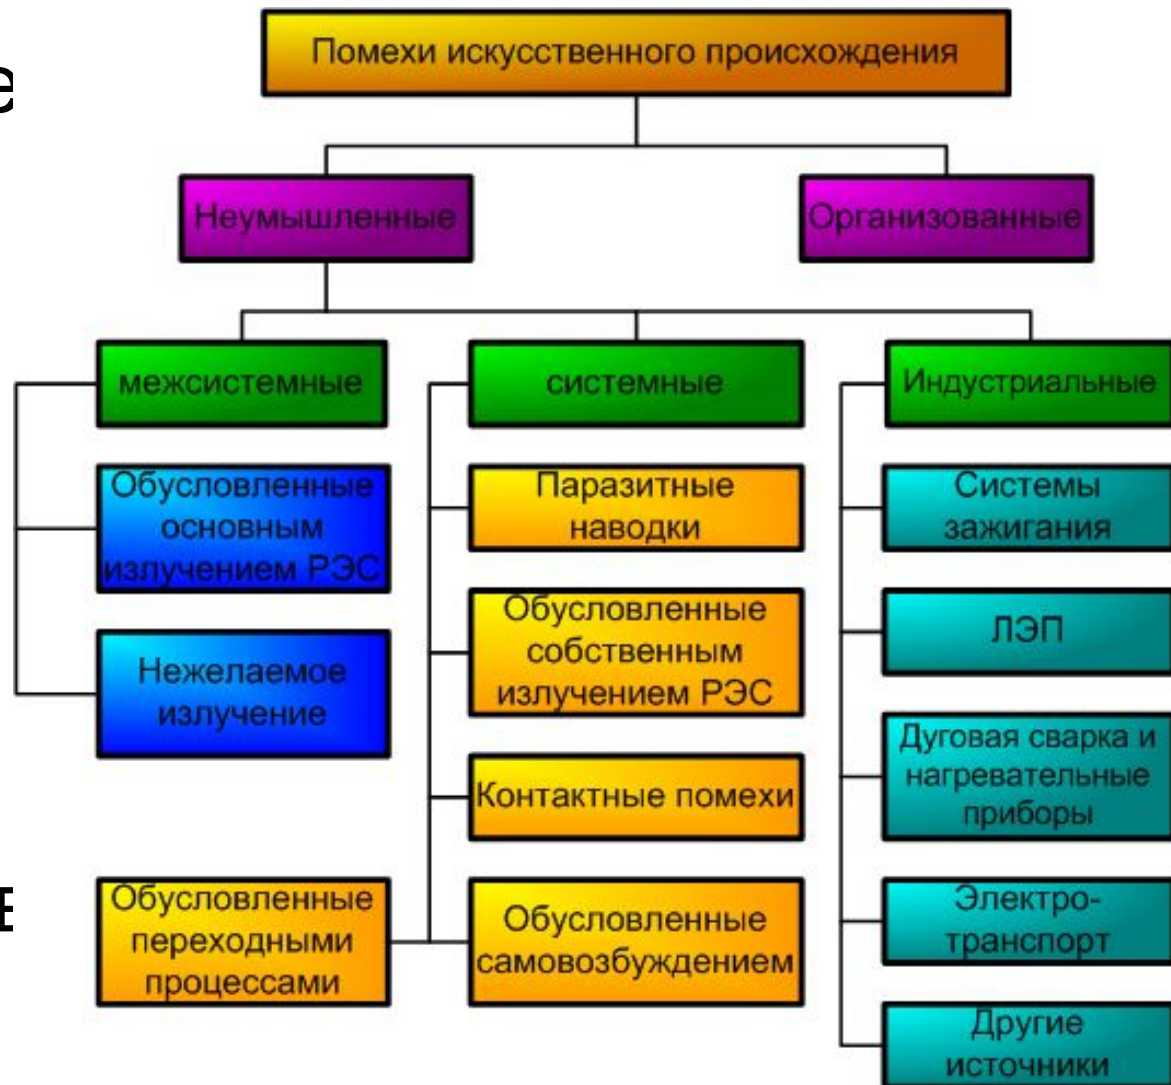 Помехи искусственного происхождения
е
Неумышленные
Организованные
межсистемные
системные
Индустриальные
Обусловленные
основным
излучением РЭС
Нежелаемое
излучение
Паразитные
наводки
Обусловленные
собственным
излучением РЭС
Контактные помехи
Обусловленные
переходными
процессами
Обусловленные
самовозбуждением
Системы
зажигания
ЛЭП
Дуговая сварка и
нагревательные
приборы
Электро-
транспорт
Другие
источники